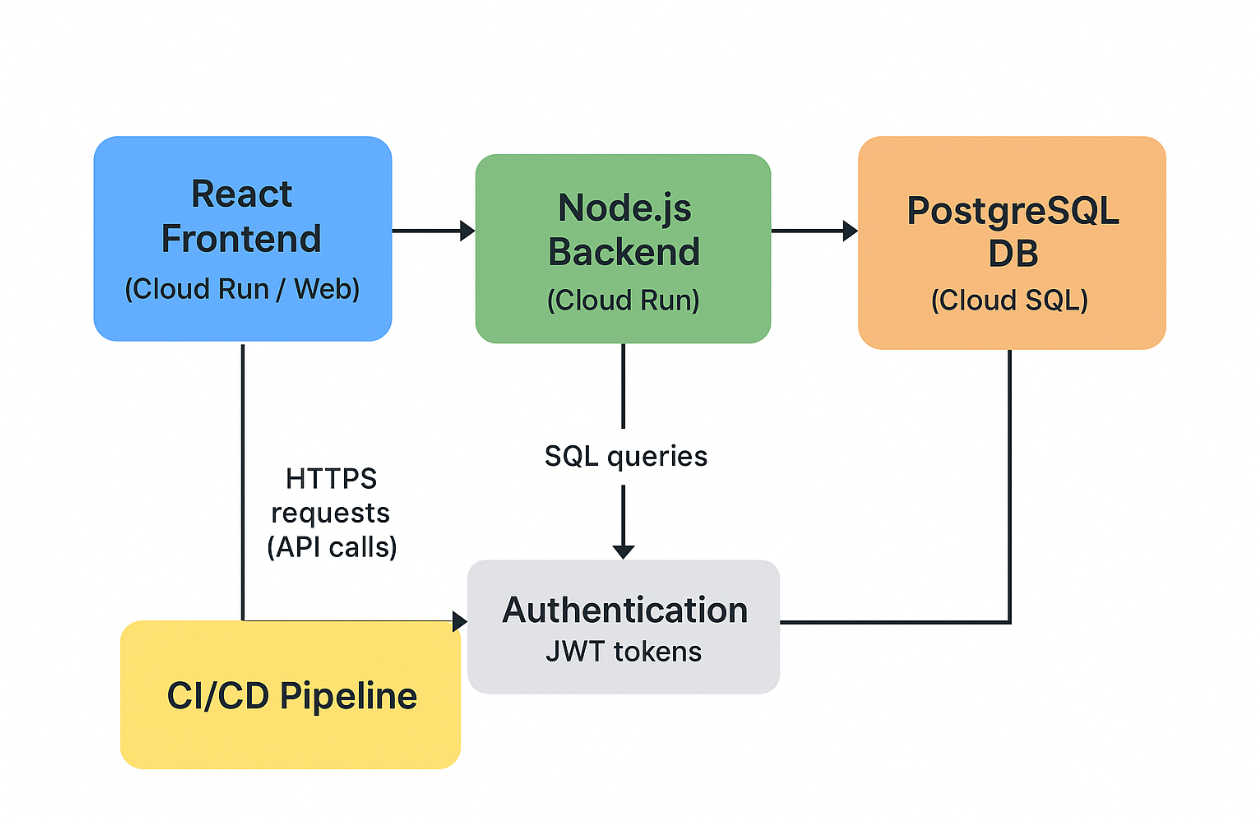 React
Frontend
(Cloud Run / Web)
Node.js
Backend
(Cloud Run)
PostgreSQL
DB
(Cloud SQL)
HTTPS
requests
(API calls)
SQL queries
Authentication
JWT tokens
CI/CD Pipeline